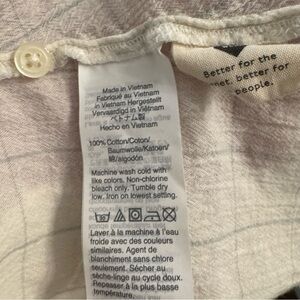 Made in Vietnam
Fabriqué au Vietnam
in Vietnam Hergestellt
Vervaardigd in Vietnam
ベトナム製
Hecho en Vietnam
100% Cotton/Coton/
Baumwolle/Katoen/
綿/algodón
Machine wash cold with
like colors. Non-chlorine
bleach only. Tumble dry
low. Iron in lowest setting.
Laver à la machine à l'eau
froide avec des couleurs
similaires. Agent de
blanchiment sans chlore
seulement. Sécher au
sèche-linge au cycle doux.
Repasser à la plus basse
température.
Better for the
net, better for
people.